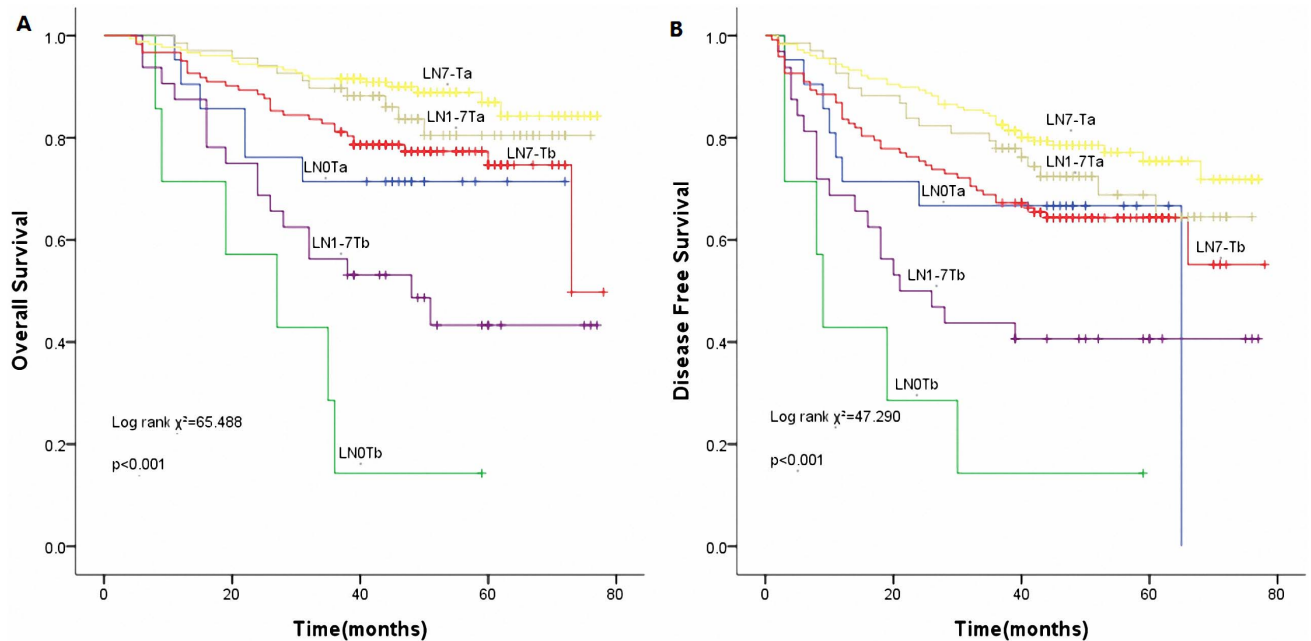 A
Overall Survival
1.0
0.8
0.6
0.4
0.2
0.0
LN7-Ta
LN1-7Ta
LN7-Tb
LN0Ta
LN1-7Tb
LN0Tb
Log rank χ²=65.488
p<0.001
0 20 40 60 80
Time(months)
B
Disease Free Survival
1.0
0.8
0.6
0.4
0.2
0.0
LN7-Ta
LN1-7Ta
LN0Ta
LN7-Tb
LN1-7Tb
LN0Tb
Log rank χ²=47.290
p<0.001
0 20 40 60 80
Time(months)